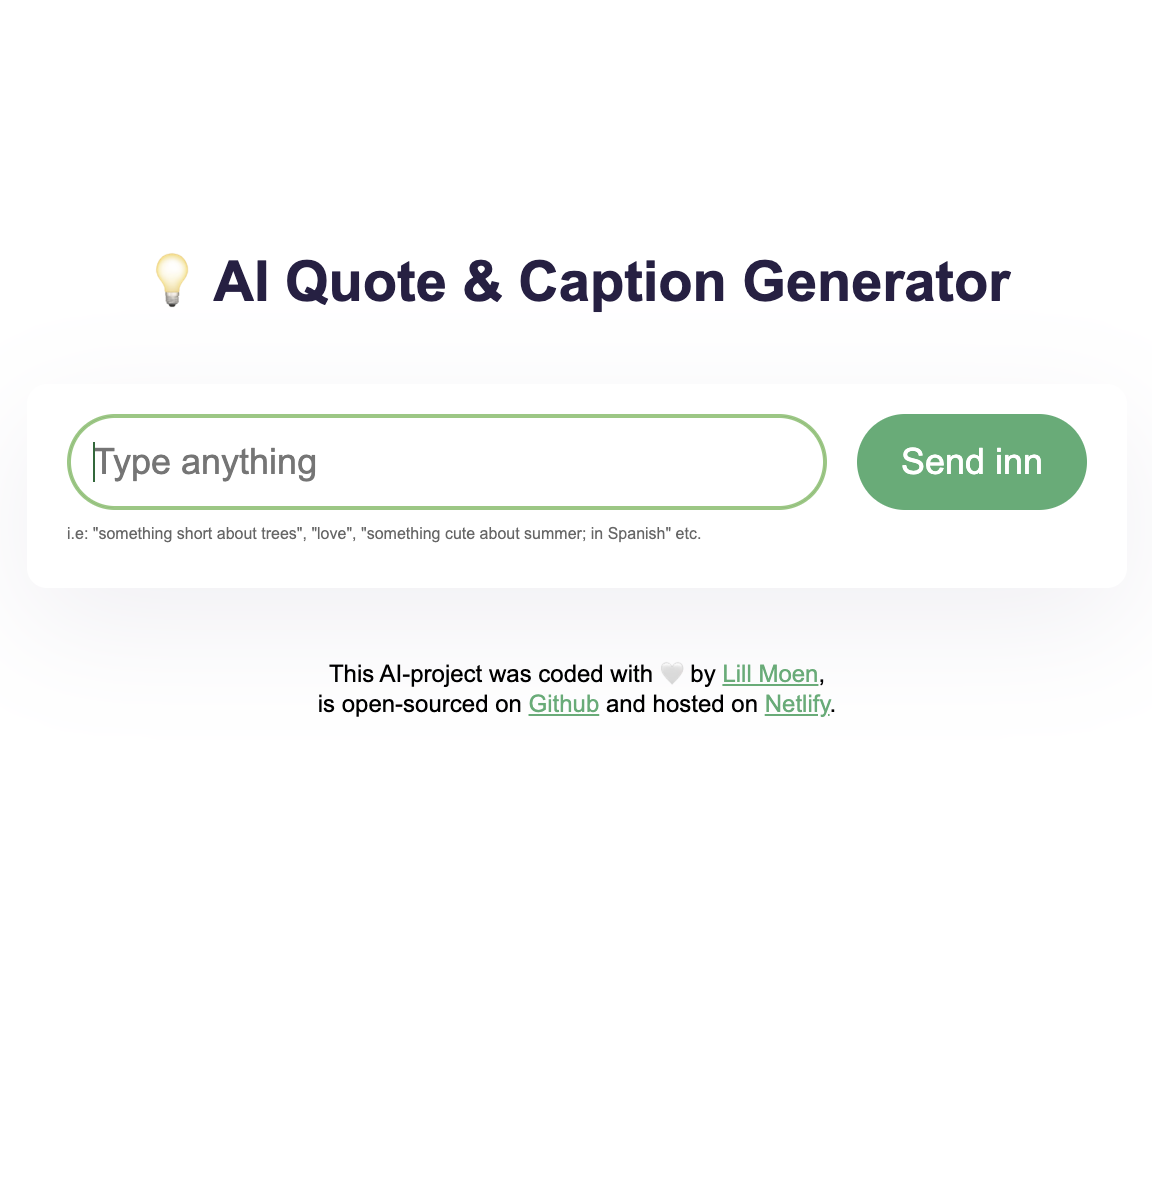 💡 AI Quote & Caption Generator
Type anything
Send inn
i.e: "something short about trees", "love", "something cute about summer; in Spanish" etc.
This AI-project was coded with 🤍 by Lill Moen,
is open-sourced on Github and hosted on Netlify.